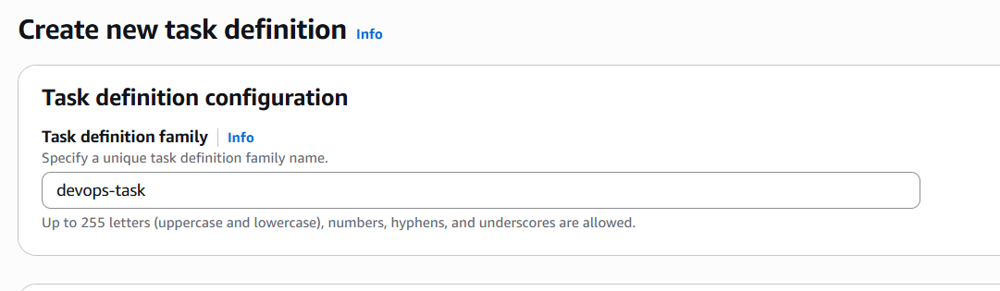 Create new task definition Info
Task definition configuration
Task definition family Info
Specify a unique task definition family name.
devops-task
Up to 255 letters (uppercase and lowercase), numbers, hyphens, and underscores are allowed.